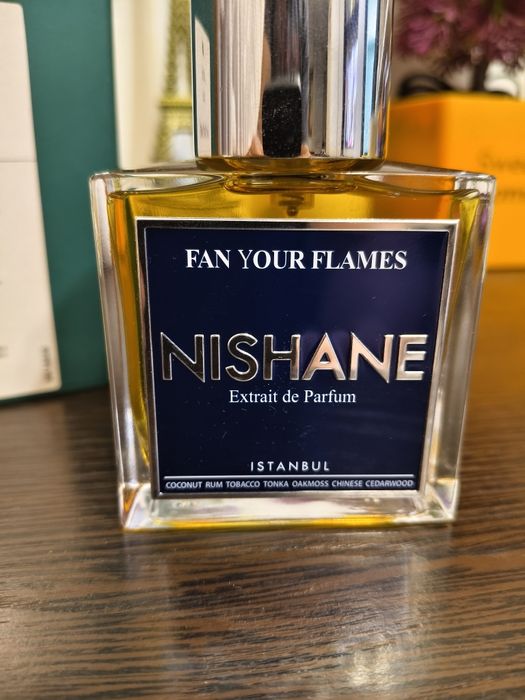 FAN YOUR FLAMES
NISHANE
Extrait de Parfum
ISTANBUL
COCONUT RUM TOBACCO TONKA OAKMOSS CHINESE CEDARWOOD